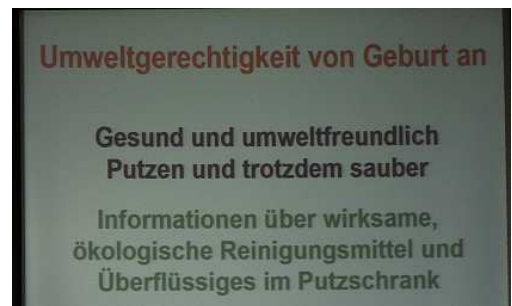 Umweltgerechtigkeit von Geburt an
Gesund und umweltfreundlich
Putzen und trotzdem sauber
Informationen über wirksame,
ökologische Reinigungsmittel und
Überflüssiges im Putzschrank